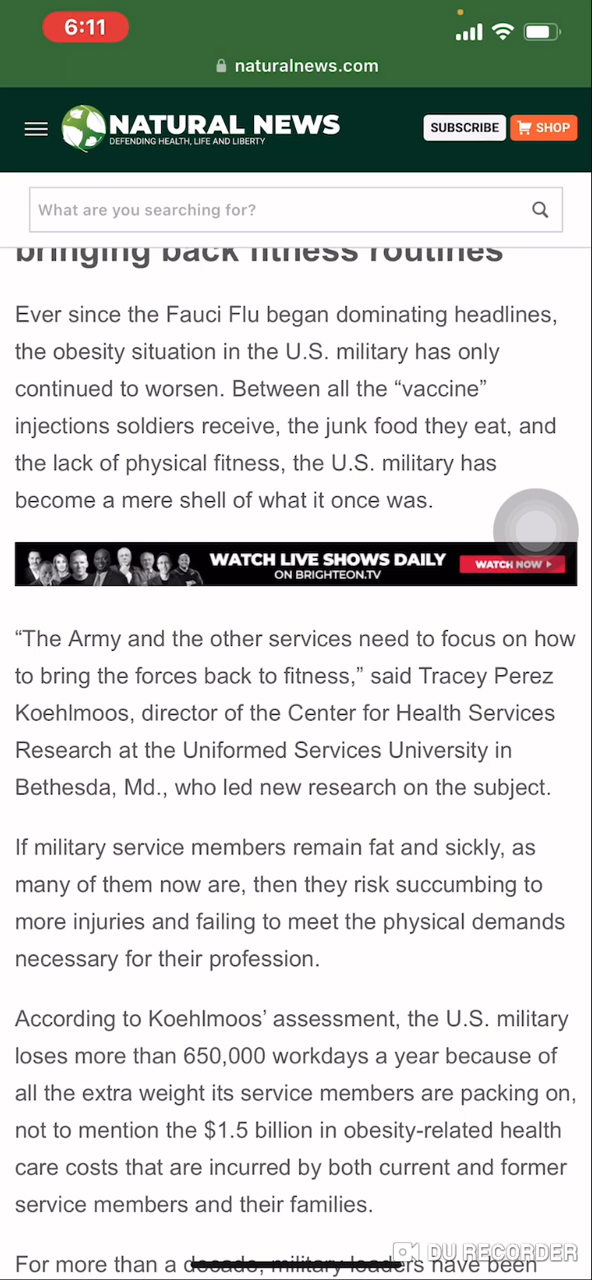 6:11
naturalnews.com
NATURAL NEWS
DEFENDING HEALTH, LIFE AND LIBERTY
SUBSCRIBE
SHOP
What are you searching for?
bringing back fitness routines
Ever since the Fauci Flu began dominating headlines,
the obesity situation in the U.S. military has only
continued to worsen. Between all the “vaccine”
injections soldiers receive, the junk food they eat, and
the lack of physical fitness, the U.S. military has
become a mere shell of what it once was.
WATCH LIVE SHOWS DAILY
ON BRIGHTEON.TV
WATCH NOW
“The Army and the other services need to focus on how
to bring the forces back to fitness,” said Tracey Perez
Koehlmoos, director of the Center for Health Services
Research at the Uniformed Services University in
Bethesda, Md., who led new research on the subject.
If military service members remain fat and sickly, as
many of them now are, then they risk succumbing to
more injuries and failing to meet the physical demands
necessary for their profession.
According to Koehlmoos’ assessment, the U.S. military
loses more than 650,000 workdays a year because of
all the extra weight its service members are packing on,
not to mention the $1.5 billion in obesity-related health
care costs that are incurred by both current and former
service members and their families.
For more than a decade, military leaders have been
DU RECORDER